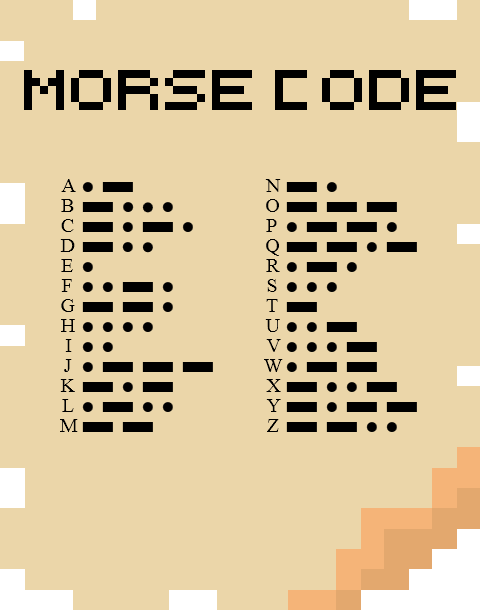 MORSE CODE
A • −
B − • • •
C − • − •
D − • •
E •
F • • − •
G − − •
H • • • •
I • •
J • − − −
K − • −
L • − • •
M − −
N − •
O − − −
P • − − •
Q − − • −
R • − •
S • • •
T −
U • • −
V • • • −
W • − −
X − • • −
Y − • − −
Z − − • •